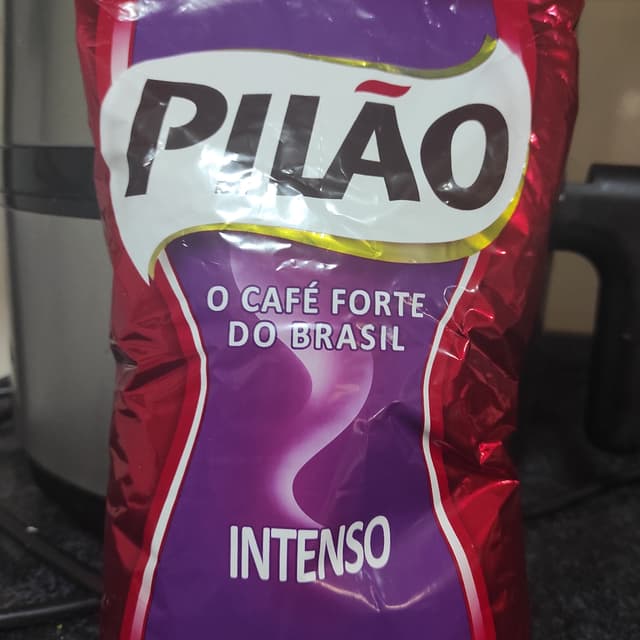 PILÃO
O CAFÉ FORTE
DO BRASIL
INTENSO